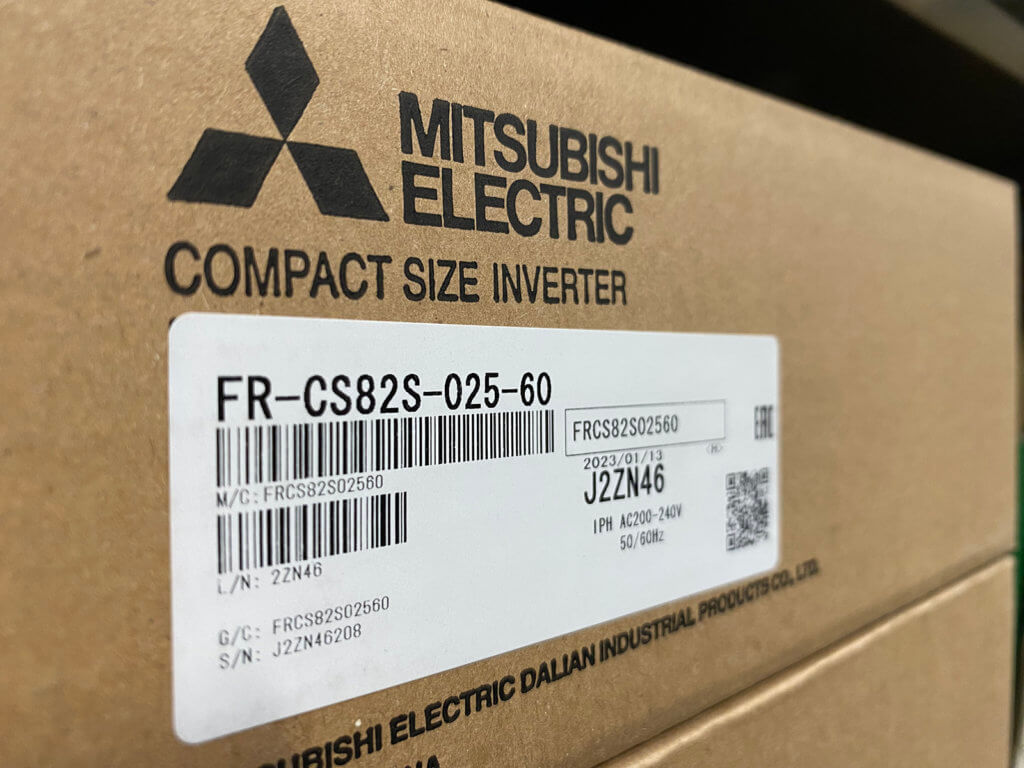 MITSUBISHI
ELECTRIC
COMPACT SIZE INVERTER
FR-CS82S-025-60
M/C:FRCS82S02560
L/N: 2ZN46
G/C: FRCS82S02560
S/N: J2ZN46208
FRCS82S02560
<M>
2023/01/13
J2ZN46
1PH AC200-240V
50/60Hz
EAC
MITSUBISHI ELECTRIC DALIAN INDUSTRIAL PRODUCTS CO., LTD.